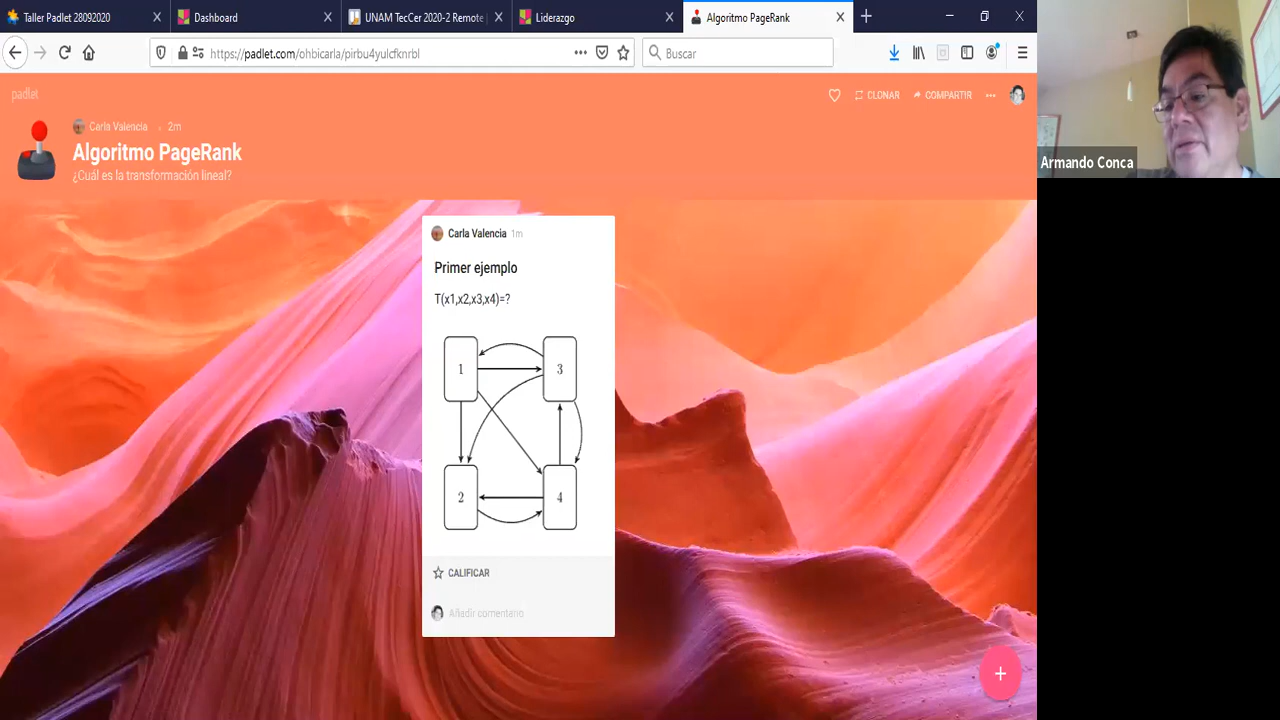 Taller Padlet 28092020
Dashboard
UNAM TecCer 2020-2 Remote
Liderazgo
Algoritmo PageRank
https://padlet.com/ohbicarla/pirbu4yulcfknrbl
Buscar
padlet
CLONAR
COMPARTIR
Carla Valencia 2m
Algoritmo PageRank
¿Cuál es la transformación lineal?
Armando Conca
Carla Valencia 1m
Primer ejemplo
T(x1,x2,x3,x4)=?
1 3
2 4
CALIFICAR
Añadir comentario